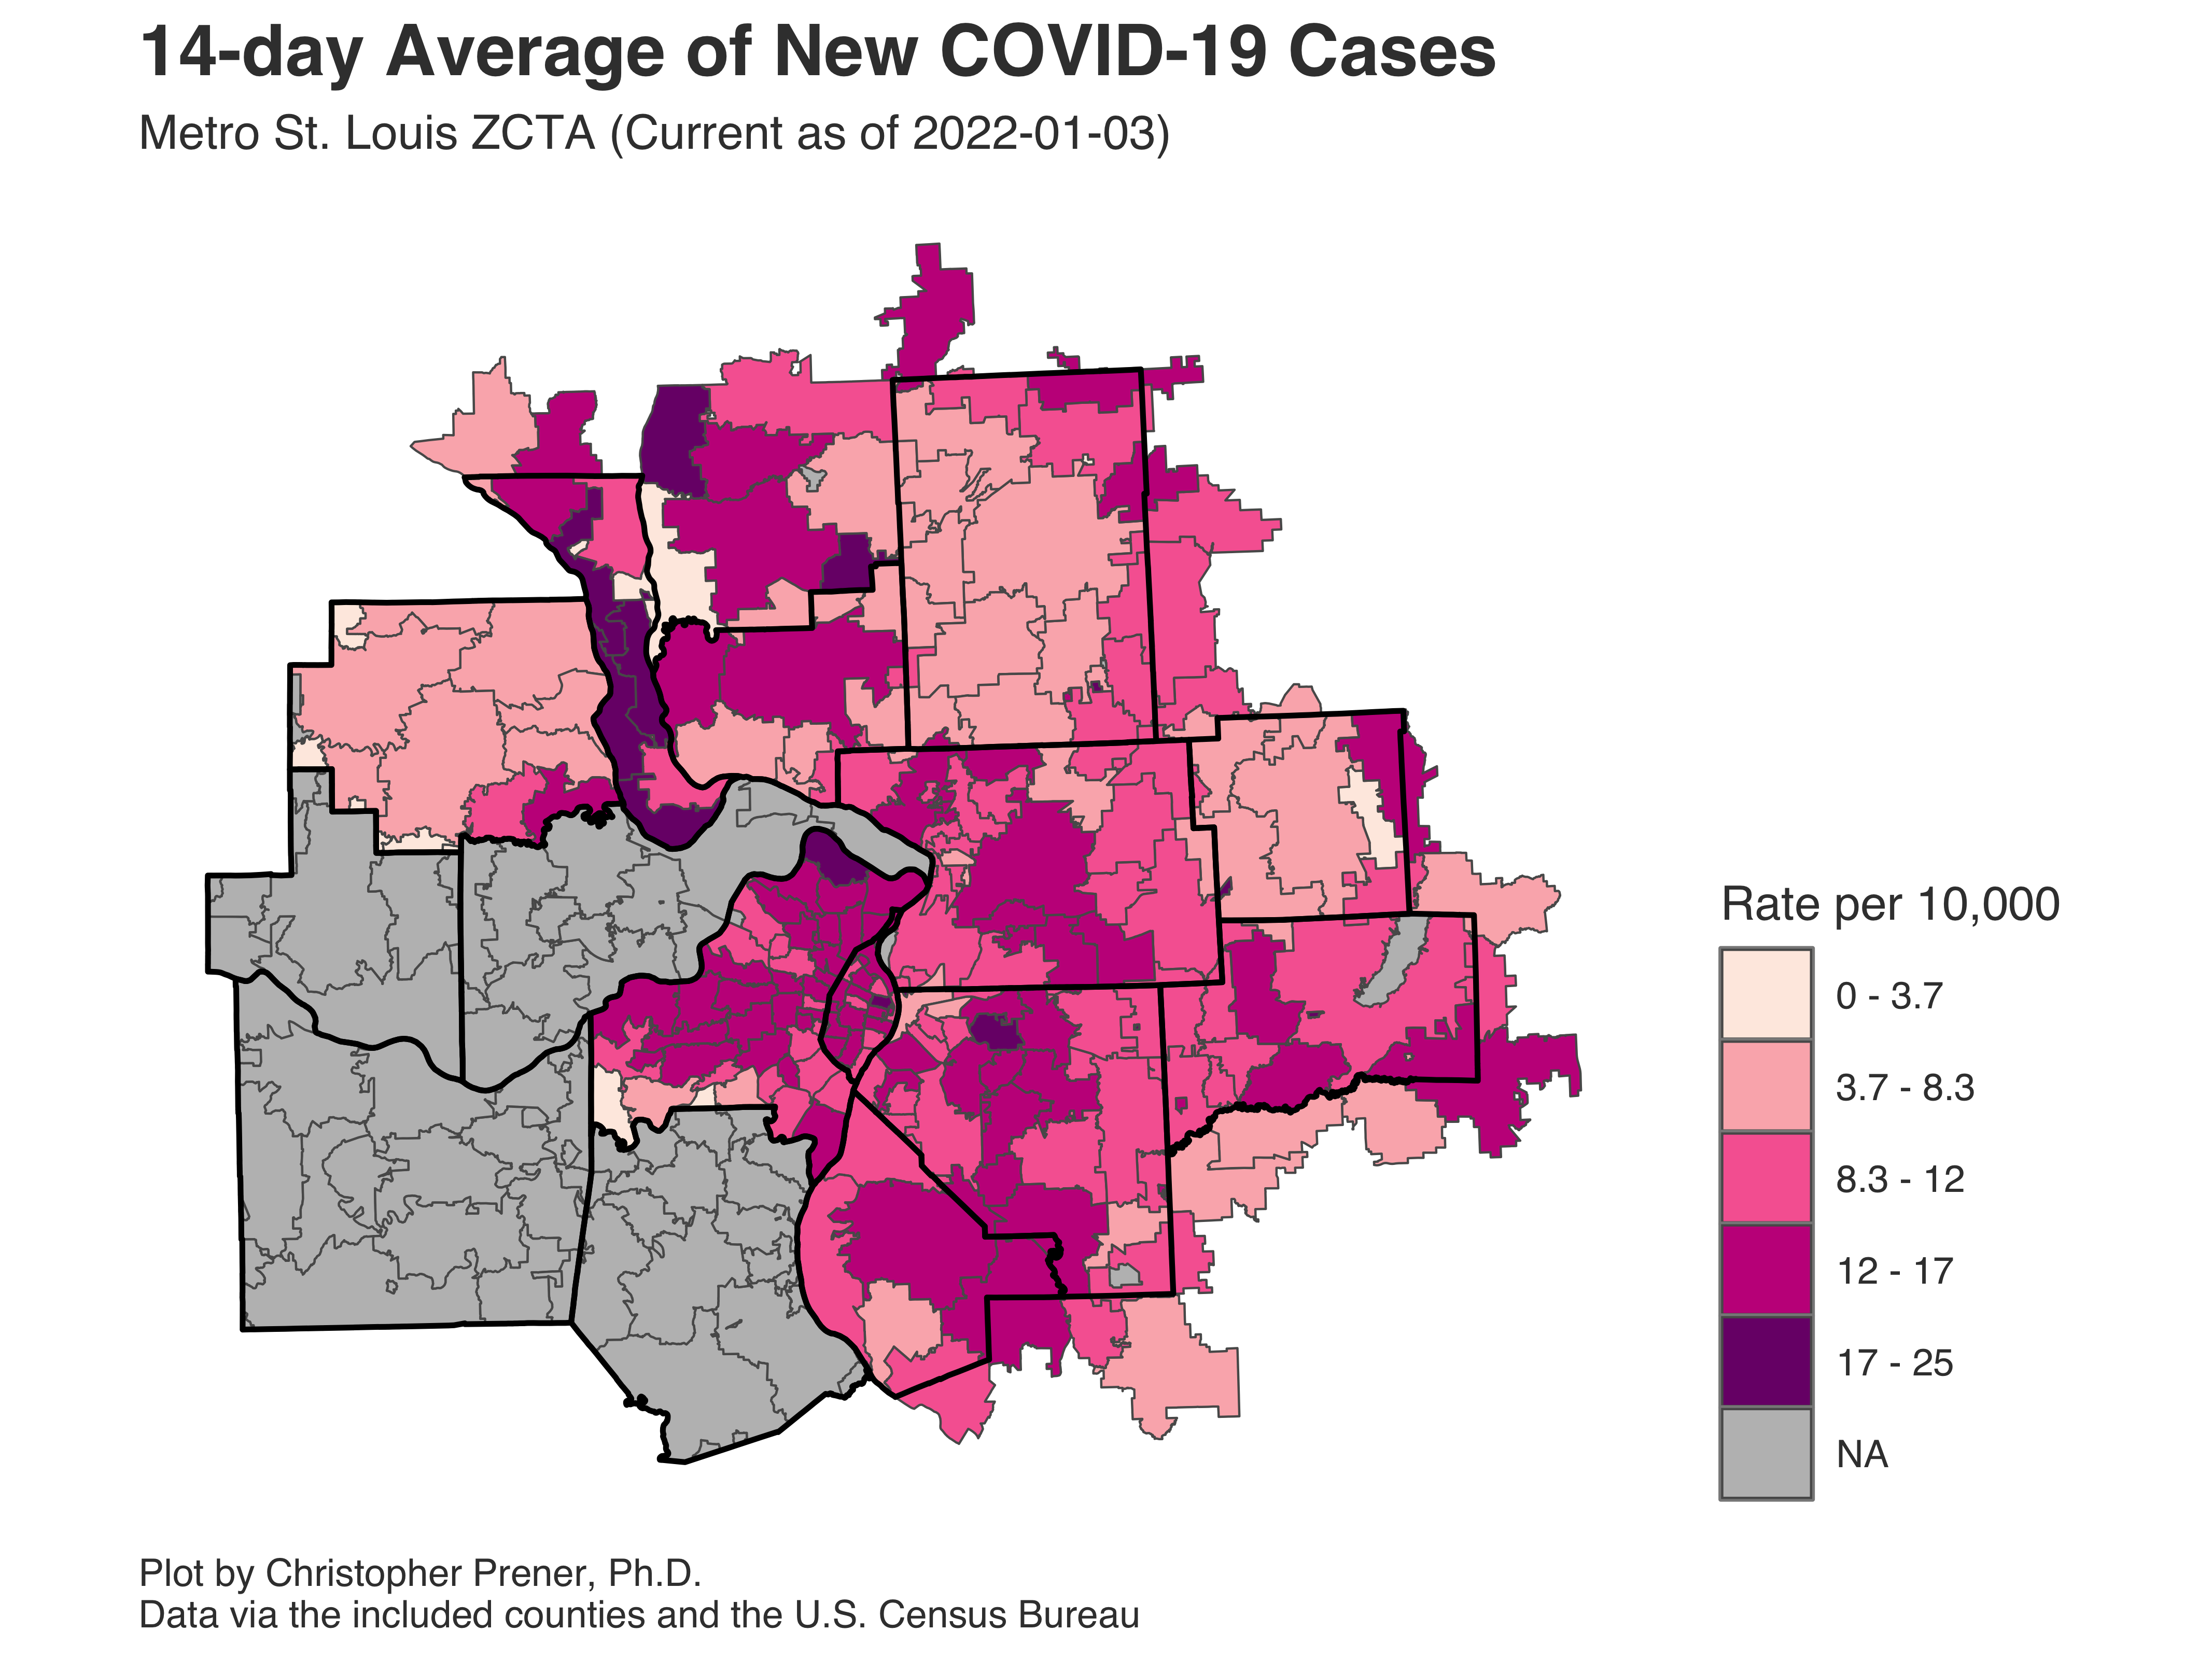 14-day Average of New COVID-19 Cases
Metro St. Louis ZCTA (Current as of 2022-01-03)
Rate per 10,000
0 - 3.7
3.7 - 8.3
8.3 - 12
12 - 17
17 - 25
NA
Plot by Christopher Prener, Ph.D.
Data via the included counties and the U.S. Census Bureau